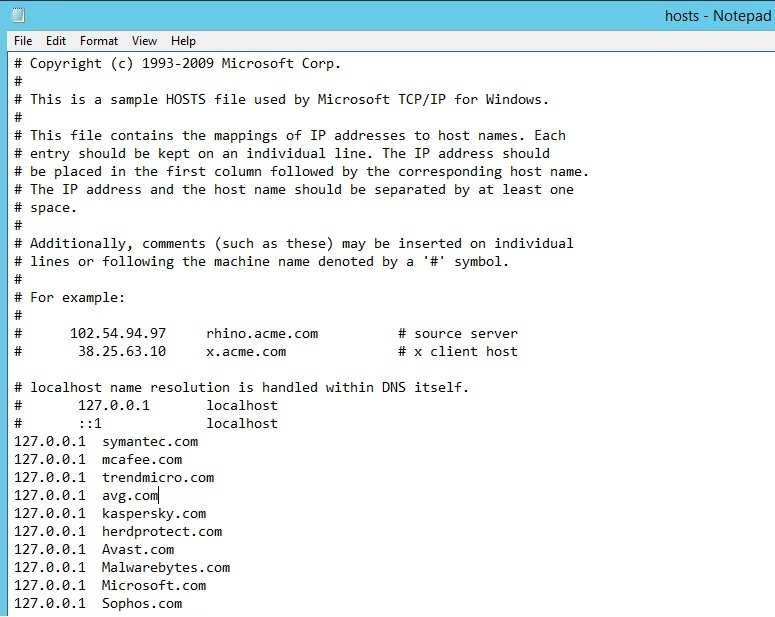 hosts - Notepad
File Edit Format View Help
# Copyright (c) 1993-2009 Microsoft Corp.
#
# This is a sample HOSTS file used by Microsoft TCP/IP for Windows.
#
# This file contains the mappings of IP addresses to host names. Each
# entry should be kept on an individual line. The IP address should
# be placed in the first column followed by the corresponding host name.
# The IP address and the host name should be separated by at least one
# space.
#
# Additionally, comments (such as these) may be inserted on individual
# lines or following the machine name denoted by a '#' symbol.
#
# For example:
#
#      102.54.94.97     rhino.acme.com          # source server
#       38.25.63.10     x.acme.com              # x client host

# localhost name resolution is handled within DNS itself.
#       127.0.0.1       localhost
#       ::1             localhost
127.0.0.1  symantec.com
127.0.0.1  mcafee.com
127.0.0.1  trendmicro.com
127.0.0.1  avg.com
127.0.0.1  kaspersky.com
127.0.0.1  herdprotect.com
127.0.0.1  Avast.com
127.0.0.1  Malwarebytes.com
127.0.0.1  Microsoft.com
127.0.0.1  Sophos.com